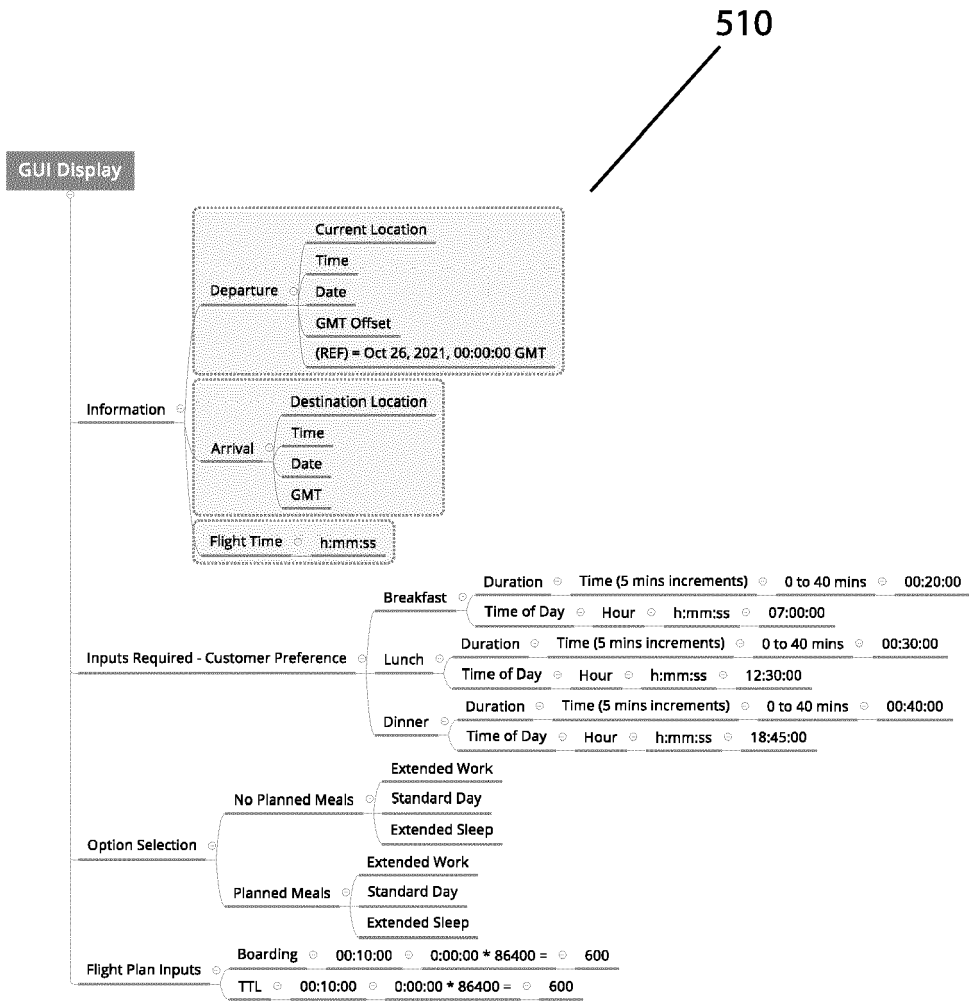 510
GUI Display
Current Location
Time
Departure
Date
GMT Offset
(REF) = Oct 26, 2021, 00:00:00 GMT
Information
Destination Location
Time
Arrival
Date
GMT
Flight Time h:mm:ss
Inputs Required - Customer Preference
Breakfast
Duration Time (5 mins increments) 0 to 40 mins 00:20:00
Time of Day Hour h:mm:ss 07:00:00
Lunch
Duration Time (5 mins increments) 0 to 40 mins 00:30:00
Time of Day Hour h:mm:ss 12:30:00
Dinner
Duration Time (5 mins increments) 0 to 40 mins 00:40:00
Time of Day Hour h:mm:ss 18:45:00
Option Selection
No Planned Meals
Extended Work
Standard Day
Extended Sleep
Planned Meals
Extended Work
Standard Day
Extended Sleep
Flight Plan Inputs
Boarding 00:10:00 0:00:00 * 86400 = 600
TTL 00:10:00 0:00:00 * 86400 = 600